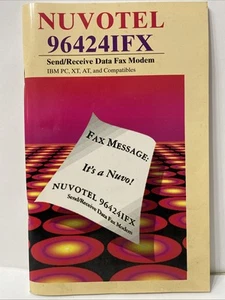 NUVOTEL
96424IFX
Send/Receive Data Fax Modem
IBM PC, XT, AT, and Compatibles
FAX MESSAGE:
It's a Nuvo!
NUVOTEL 96424IFX
Send/Receive Data Fax Modem